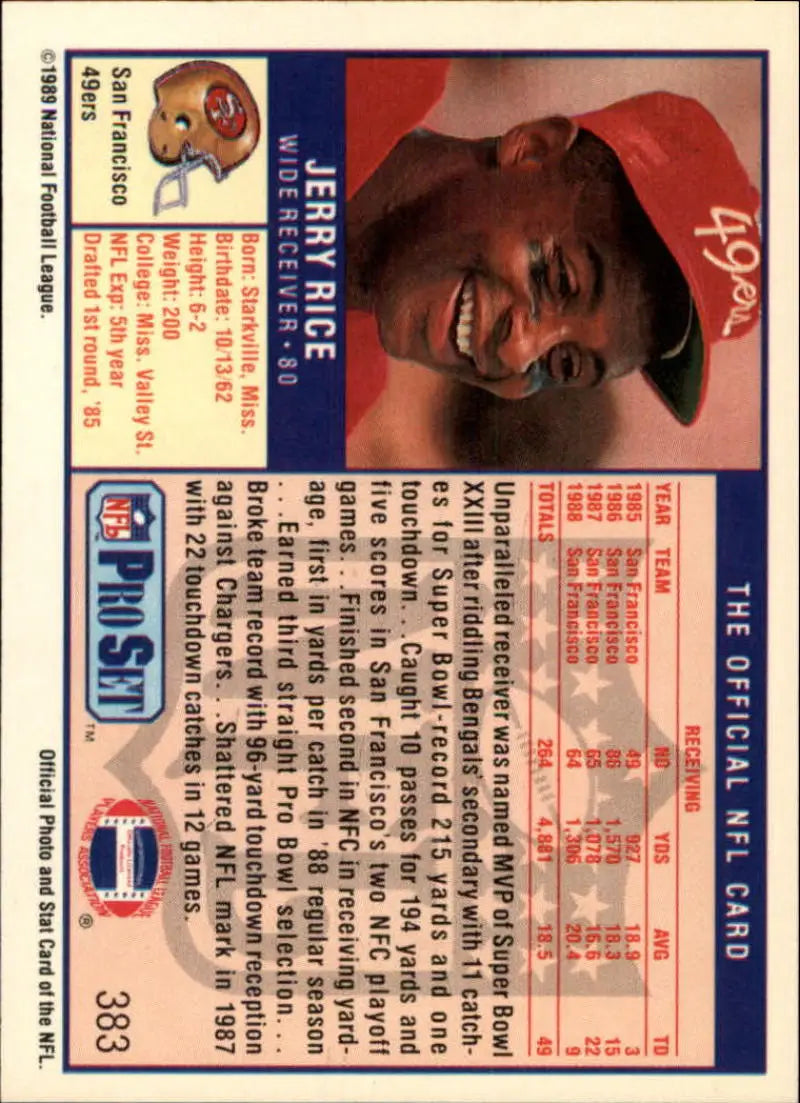 THE OFFICIAL NFL CARD
49ers
JERRY RICE
WIDE RECEIVER • 80
San Francisco
49ers
Born: Starkville, Miss.
Birthdate: 10/13/62
Height: 6-2
Weight: 200
College: Miss. Valley St.
NFL Exp: 5th year
Drafted 1st round, '85
RECEIVING
YEAR TEAM NO YDS AVG TD
1985 San Francisco 49 927 18.9 3
1986 San Francisco 86 1,570 18.3 15
1987 San Francisco 65 1,078 16.6 22
1988 San Francisco 64 1,306 20.4 9
TOTALS 264 4,881 18.5 49
Unparalleled receiver was named MVP of Super Bowl
XXIII after riddling Bengals' secondary with 11 catch-
es for Super Bowl-record 215 yards and one
touchdown. . .Caught 10 passes for 194 yards and
five scores in San Francisco's two NFC playoff
games. . .Finished second in NFC in receiving yard-
age, first in yards per catch in '88 regular season
. . .Earned third straight Pro Bowl selection. . .
Broke team record with 96-yard touchdown reception
against Chargers. . .Shattered NFL mark in 1987
with 22 touchdown catches in 12 games.
NFL PRO SET ™
NATIONAL FOOTBALL LEAGUE
PLAYERS ASSOCIATION ®
383
©1989 National Football League.
Official Photo and Stat Card of the NFL.